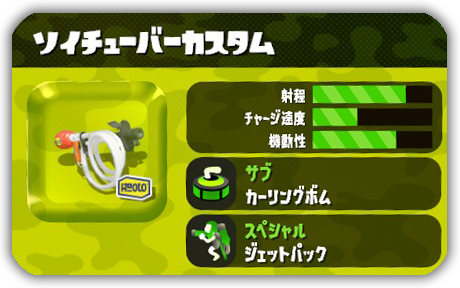 ソイチューバーカスタム
射程
チャージ速度
機動性
サブ
カーリングボム
スペシャル
ジェットパック